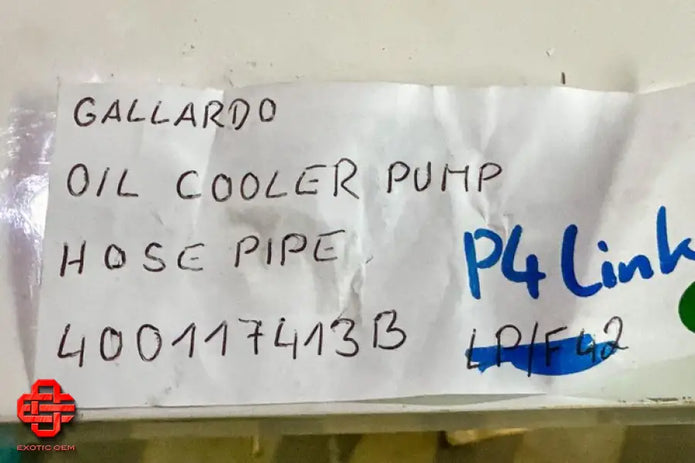 GALLARDO
OIL COOLER PUMP
HOSE PIPE
P4 Link
400117413B
LP/F42
EXOTIC OEM